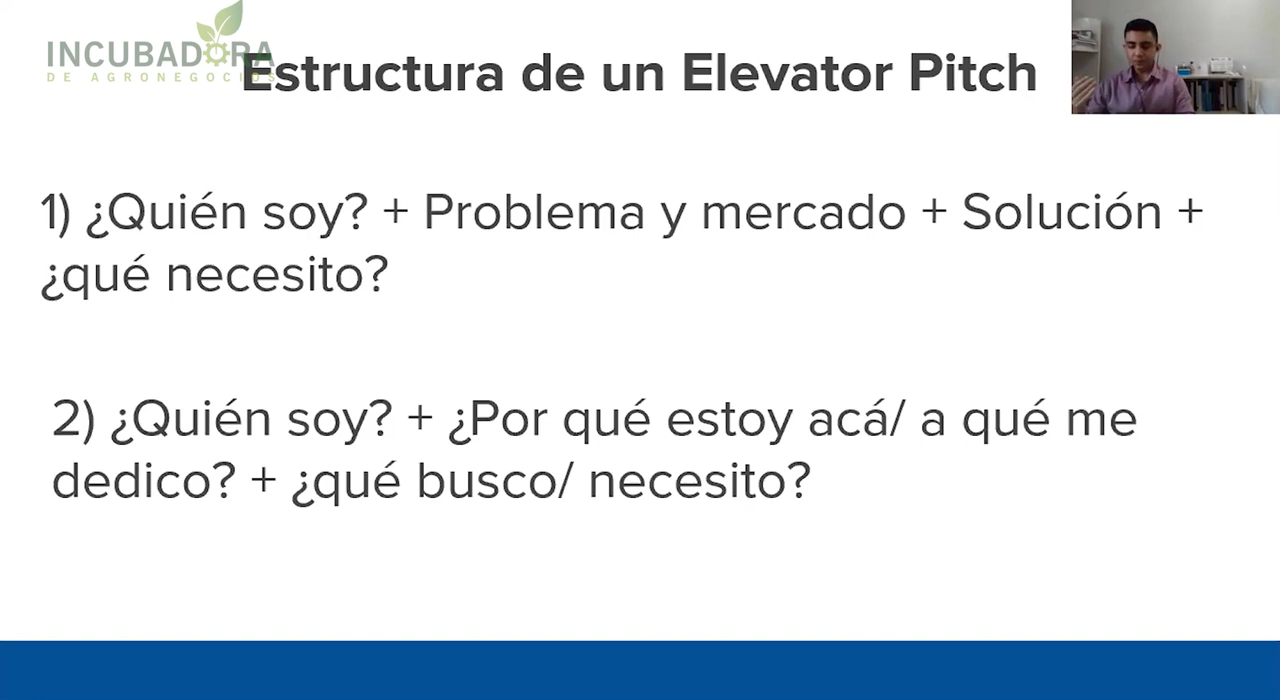 INCUBADORA
DE AGRONEGOCIOS
Estructura de un Elevator Pitch
1) ¿Quién soy? + Problema y mercado + Solución +
¿qué necesito?
2) ¿Quién soy? + ¿Por qué estoy acá/ a qué me
dedico? + ¿qué busco/ necesito?